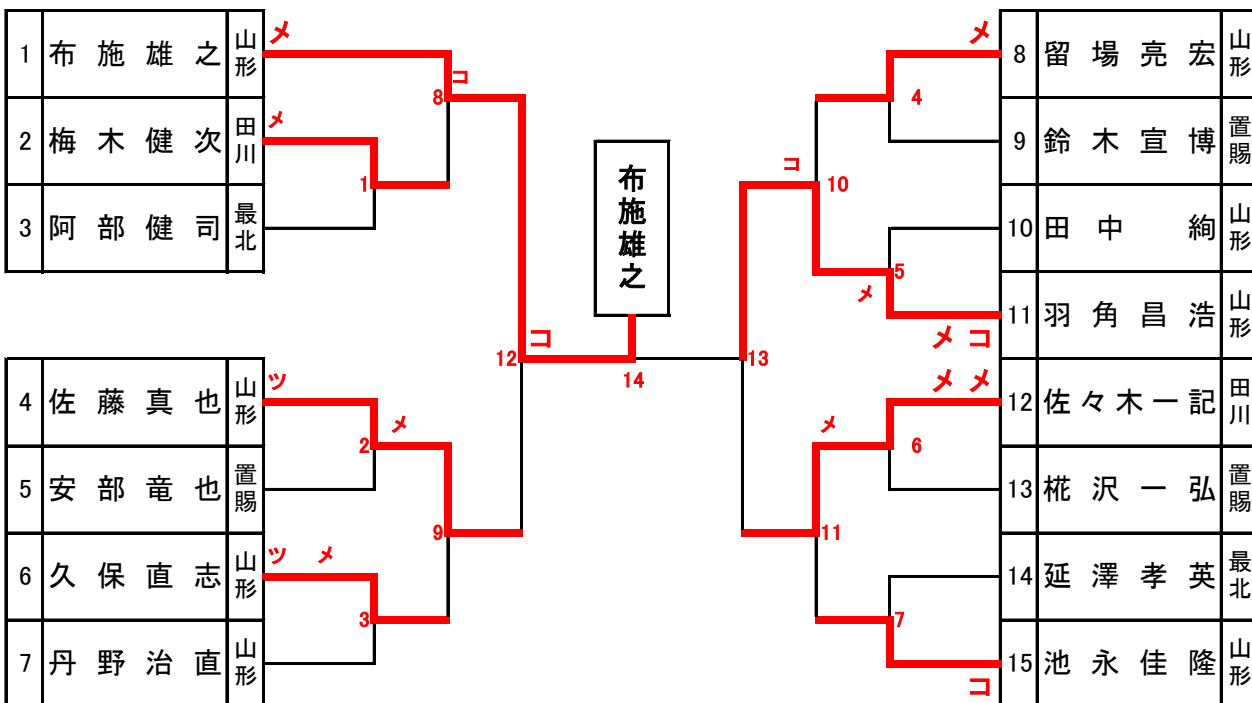 1 布施雄之 山形 メ
コ
8
2 梅木健次 田川 メ
1
3 阿部健司 最北
4 佐藤真也 山形 ツ
メ
2
5 安部竜也 置賜
9
6 久保直志 山形 ツ メ
3
7 丹野治直 山形
布施雄之
12 コ
14
13
メ 8 留場亮宏 山形
4
9 鈴木宣博 置賜
コ 10
10 田中絢 山形
5
メ
11 羽角昌浩 山形
メ コ
メ メ
12 佐々木一記 田川
メ 6
13 椛沢一弘 置賜
11
14 延澤孝英 最北
7
15 池永佳隆 山形
コ